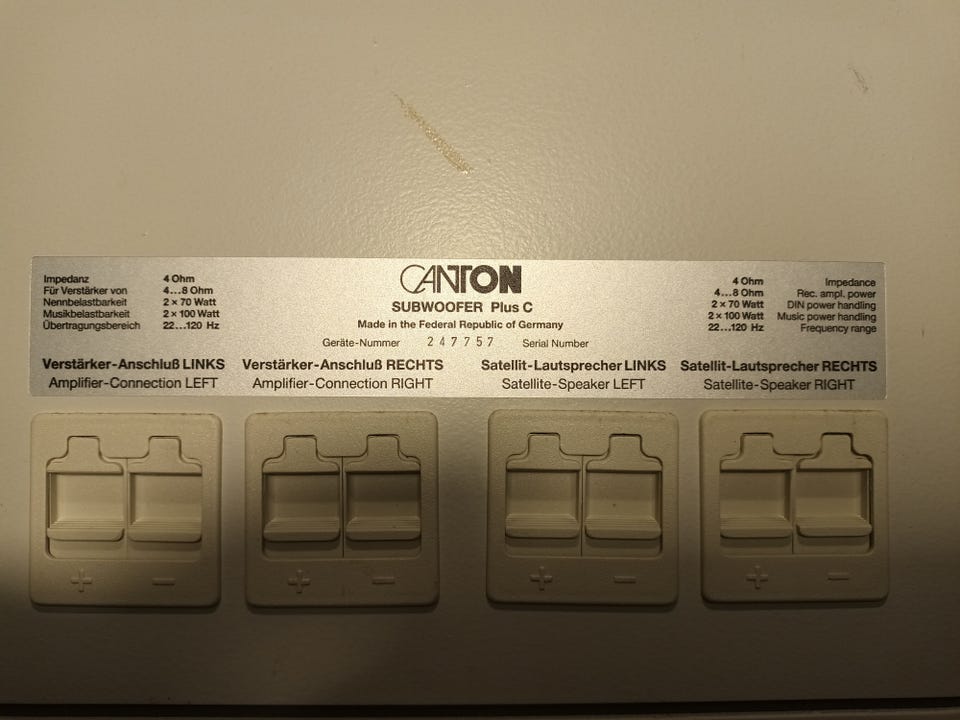 CANTON
SUBWOOFER Plus C
Made in the Federal Republic of Germany
Geräte-Nummer 247757 Serial Number
Impedanz 4 Ohm
Für Verstärker von 4...8 Ohm
Nennbelastbarkeit 2 × 70 Watt
Musikbelastbarkeit 2 × 100 Watt
Übertragungsbereich 22...120 Hz
4 Ohm Impedance
4...8 Ohm Rec. ampl. power
2 × 70 Watt DIN power handling
2 × 100 Watt Music power handling
22...120 Hz Frequency range
Verstärker-Anschluß LINKS
Amplifier-Connection LEFT
Verstärker-Anschluß RECHTS
Amplifier-Connection RIGHT
Satellit-Lautsprecher LINKS
Satellite-Speaker LEFT
Satellit-Lautsprecher RECHTS
Satellite-Speaker RIGHT
+ −
+ −
+ −
+ −